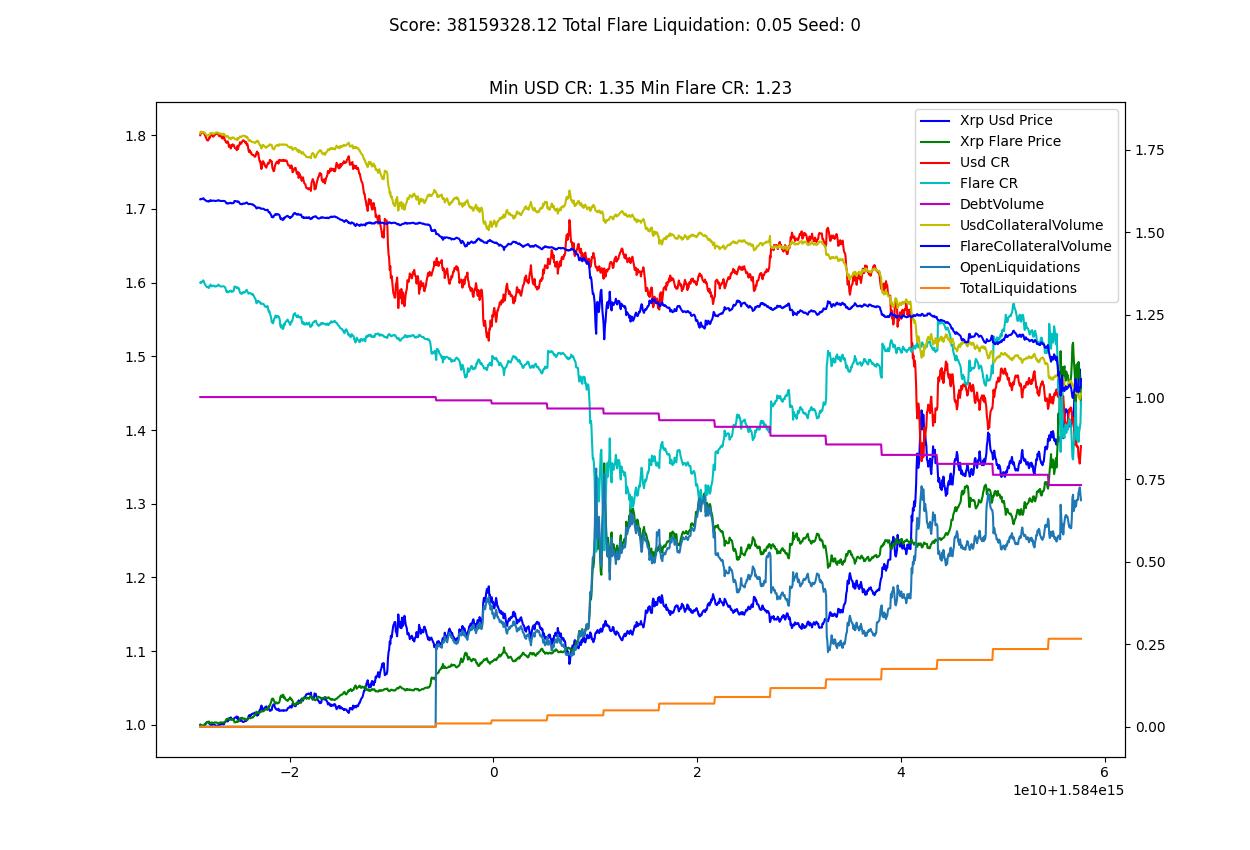 Score: 38159328.12 Total Flare Liquidation: 0.05 Seed: 0
Min USD CR: 1.35 Min Flare CR: 1.23
Xrp Usd Price
Xrp Flare Price
Usd CR
Flare CR
DebtVolume
UsdCollateralVolume
FlareCollateralVolume
OpenLiquidations
TotalLiquidations
1.8
1.7
1.6
1.5
1.4
1.3
1.2
1.1
1.0
1.75
1.50
1.25
1.00
0.75
0.50
0.25
0.00
−2 0 2 4 6
1e10+1.584e15